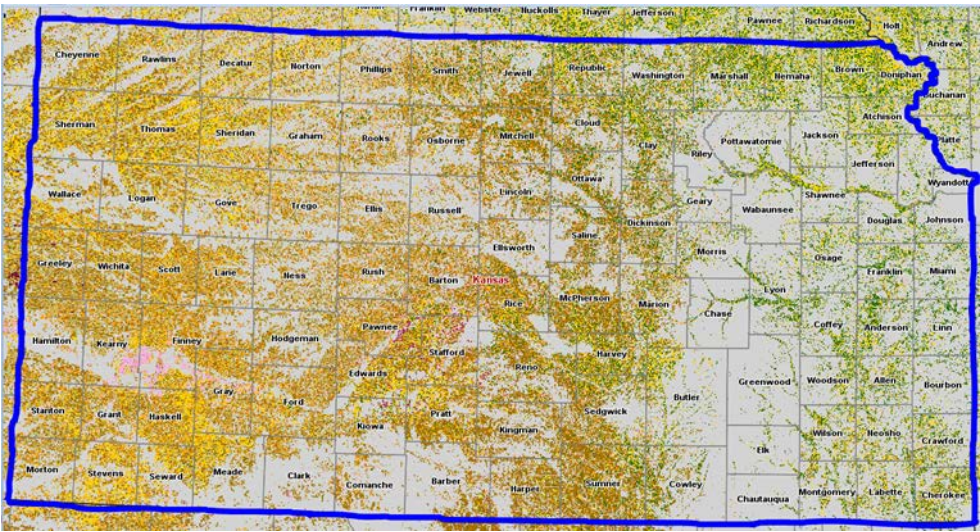 Franklin
Webster
Nuckolls
Thayer
Jefferson
Pawnee
Richardson
Holt
Andrew
Cheyenne
Rawlins
Decatur
Norton
Phillips
Smith
Jewell
Republic
Washington
Marshall
Nemaha
Brown
Doniphan
Buchanan
Sherman
Thomas
Sheridan
Graham
Rooks
Osborne
Mitchell
Cloud
Clay
Riley
Pottawatomie
Jackson
Atchison
Platte
Jefferson
Wallace
Logan
Gove
Trego
Ellis
Russell
Lincoln
Ottawa
Saline
Dickinson
Geary
Wabaunsee
Shawnee
Wyandott
Douglas
Johnson
Ellsworth
Morris
Osage
Franklin
Miami
Greeley
Wichita
Scott
Lane
Ness
Rush
Barton
Kansas
Rice
McPherson
Marion
Chase
Lyon
Coffey
Anderson
Linn
Hamilton
Kearny
Finney
Hodgeman
Pawnee
Stafford
Reno
Harvey
Gray
Ford
Edwards
Kiowa
Pratt
Kingman
Sedgwick
Butler
Greenwood
Woodson
Allen
Bourbon
Stanton
Grant
Haskell
Wilson
Neosho
Crawford
Elk
Morton
Stevens
Seward
Meade
Clark
Comanche
Barber
Harper
Sumner
Cowley
Chautauqua
Montgomery
Labette
Cherokee